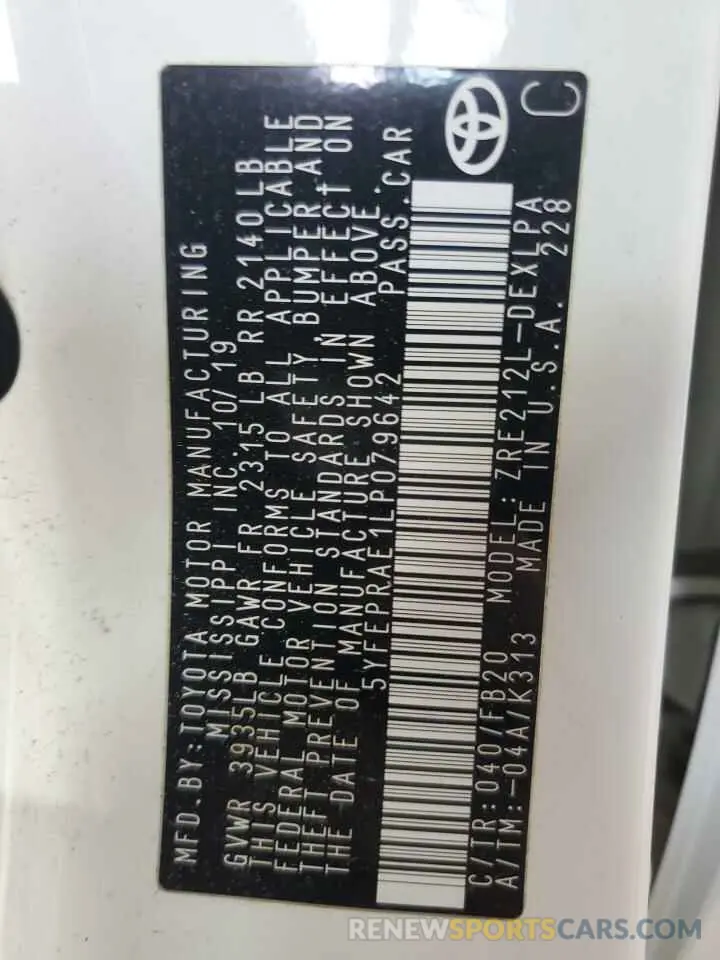 MFD.BY:TOYOTA MOTOR MANUFACTURING
MISSISSIPPI INC. 10/19
GVWR 3935LB GAWR FR 2315 LB RR 2140LB
THIS VEHICLE CONFORMS TO ALL APPLICABLE
FEDERAL MOTOR VEHICLE SAFETY BUMPER AND
THEFT PREVENTION STANDARDS IN EFFECT ON
THE DATE OF MANUFACTURE SHOWN ABOVE.
5YFEPRAE1LP079642 PASS.CAR
C/TR:040/FB20 MODEL:ZRE212L-DEXLPA
A/TM:-04A/K313 MADE IN U.S.A. 228
C
RENEWSPORTSCARS.COM